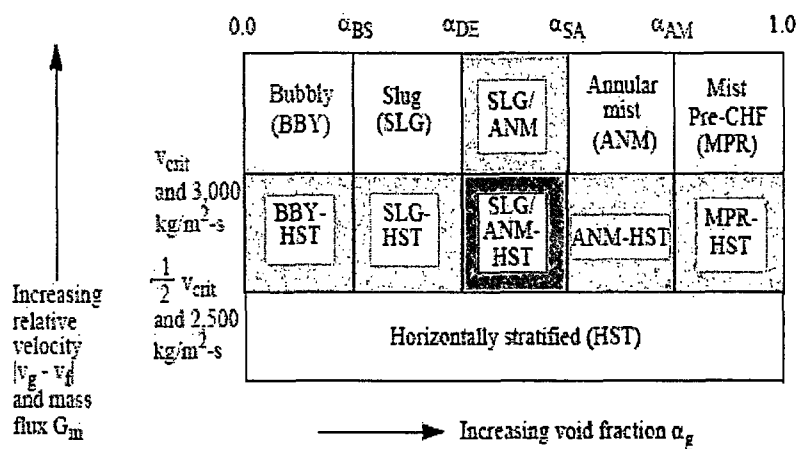 0.0 α_BS α_DE α_SA α_AM 1.0
Bubbly
(BBY)
Slug
(SLG)
SLG/
ANM
Annular
mist
(ANM)
Mist
Pre-CHF
(MPR)
v_crit
and 3,000
kg/m²-s
BBY-
HST
SLG-
HST
SLG/
ANM-
HST
ANM-HST
MPR-
HST
1/2 v_crit
and 2,500
kg/m²-s
Horizontally stratified (HST)
Increasing
relative
velocity
|v_g - v_f|
and mass
flux G_m
Increasing void fraction α_g